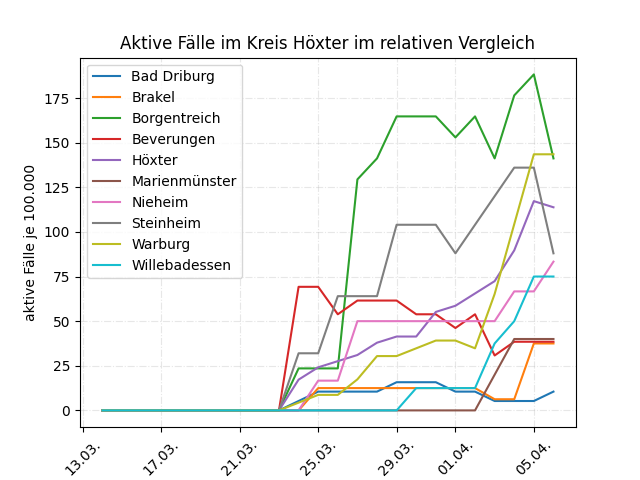 Aktive Fälle im Kreis Höxter im relativen Vergleich
aktive Fälle je 100.000
175
150
125
100
75
50
25
0
Bad Driburg
Brakel
Borgentreich
Beverungen
Höxter
Marienmünster
Nieheim
Steinheim
Warburg
Willebadessen
13.03.
17.03.
21.03.
25.03.
29.03.
01.04.
05.04.